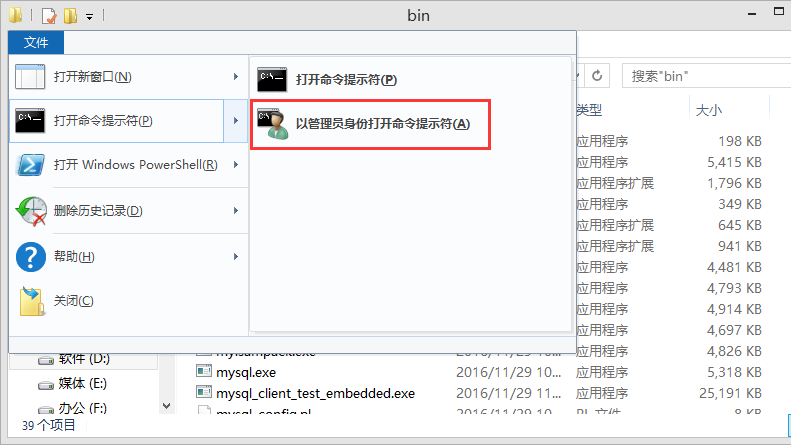 bin
文件
打开新窗口(N)
打开命令提示符(P)
打开 Windows PowerShell(R)
删除历史记录(D)
帮助(H)
关闭(C)
打开命令提示符(P)
以管理员身份打开命令提示符(A)
搜索"bin"
类型 大小
应用程序 198 KB
应用程序 5,415 KB
应用程序扩展 1,796 KB
应用程序 349 KB
应用程序扩展 645 KB
应用程序扩展 941 KB
应用程序 4,481 KB
应用程序 4,793 KB
应用程序 4,914 KB
应用程序 4,697 KB
应用程序 4,826 KB
软件 (D:)
mysql.exe 2016/11/29 10... 应用程序 5,318 KB
媒体 (E:)
mysql_client_test_embedded.exe 2016/11/29 10... 应用程序 25,191 KB
办公 (F:)
mysql_config.pl 2016/11/29 10... PL 文件 8 KB
39 个项目